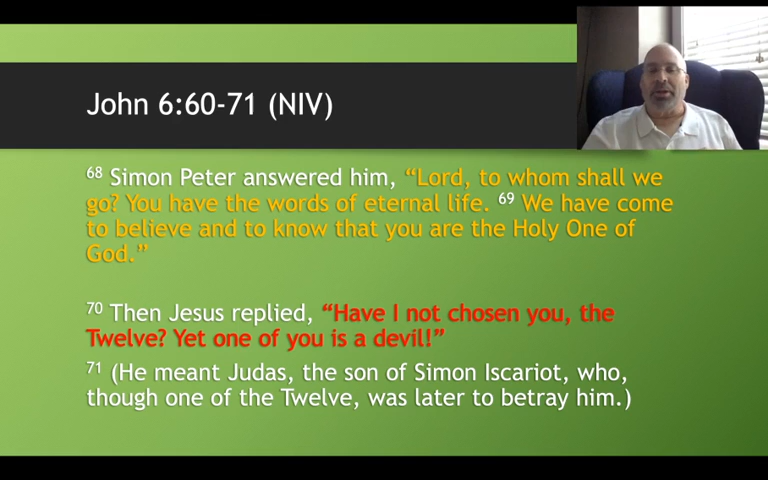 John 6:60-71 (NIV)
68 Simon Peter answered him, “Lord, to whom shall we
go? You have the words of eternal life. 69 We have come
to believe and to know that you are the Holy One of
God.”
70 Then Jesus replied, “Have I not chosen you, the
Twelve? Yet one of you is a devil!”
71 (He meant Judas, the son of Simon Iscariot, who,
though one of the Twelve, was later to betray him.)